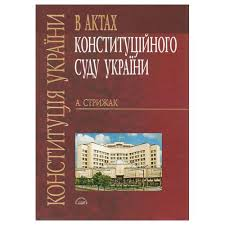 КОНСТИТУЦІЯ УКРАЇНИ
В АКТАХ
КОНСТИТУЦІЙНОГО
СУДУ УКРАЇНИ
А. СТРИЖАК